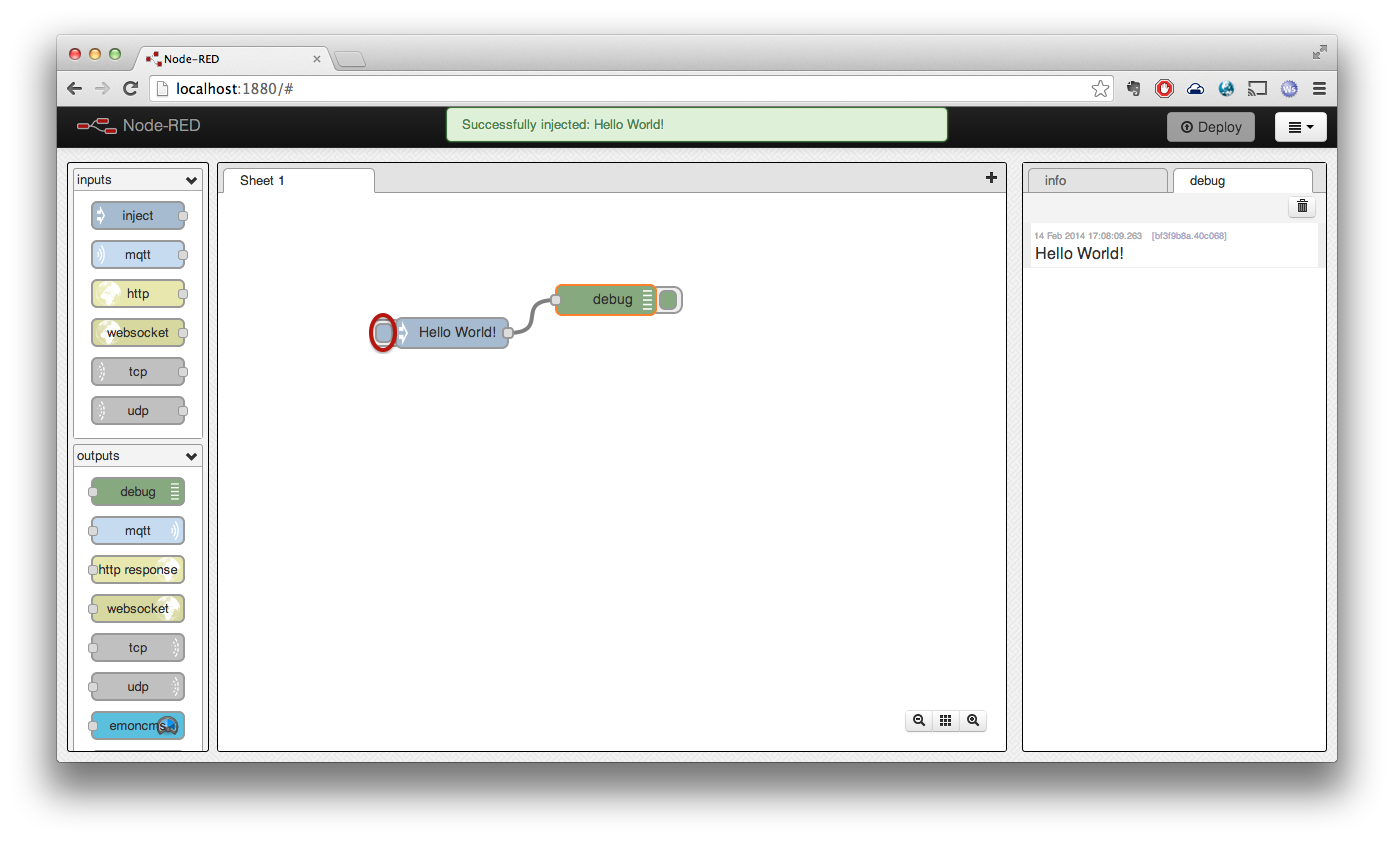 Node-RED
localhost:1880/#
Node-RED
Successfully injected: Hello World!
Deploy
inputs
inject
mqtt
http
websocket
tcp
udp
outputs
debug
mqtt
http response
websocket
tcp
udp
emoncms
Sheet 1
debug
Hello World!
info
debug
14 Feb 2014 17:08:09.263 [bf3f9b8a.40c068]
Hello World!